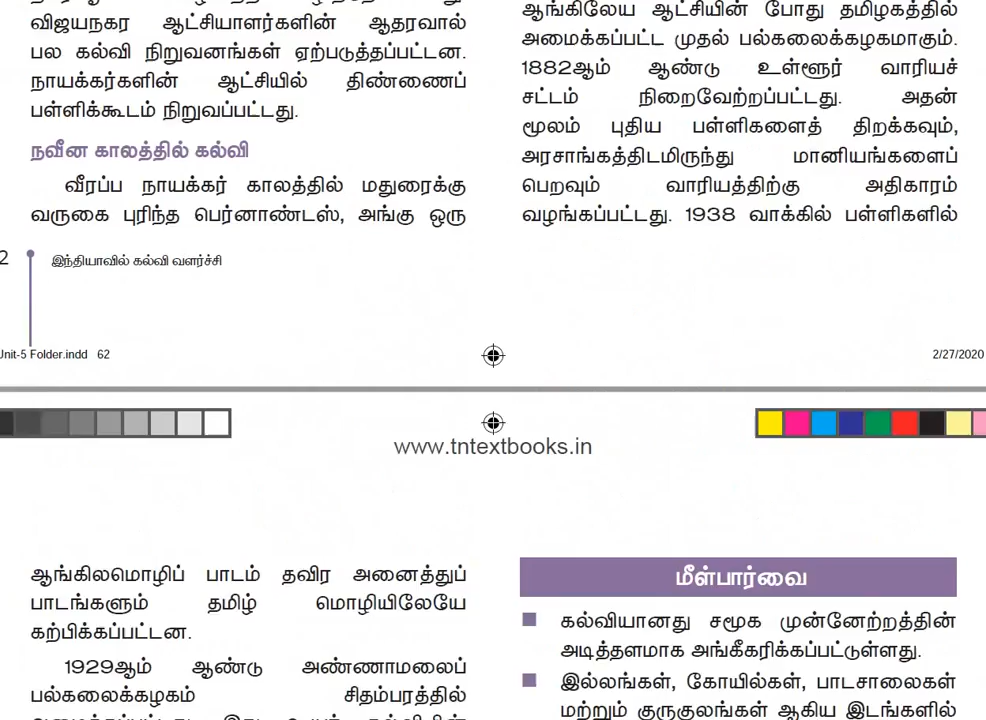 விஜயநகர ஆட்சியாளர்களின் ஆதரவால்
பல கல்வி நிறுவனங்கள் ஏற்படுத்தப்பட்டன.
நாயக்கர்களின் ஆட்சியில் திண்ணைப்
பள்ளிக்கூடம் நிறுவப்பட்டது.
நவீன காலத்தில் கல்வி
வீரப்ப நாயக்கர் காலத்தில் மதுரைக்கு
வருகை புரிந்த பெர்னாண்டஸ், அங்கு ஒரு
ஆங்கிலேய ஆட்சியின் போது தமிழகத்தில்
அமைக்கப்பட்ட முதல் பல்கலைக்கழகமாகும்.
1882ஆம் ஆண்டு உள்ளூர் வாரியச்
சட்டம் நிறைவேற்றப்பட்டது. அதன்
மூலம் புதிய பள்ளிகளைத் திறக்கவும்,
அரசாங்கத்திடமிருந்து மானியங்களைப்
பெறவும் வாரியத்திற்கு அதிகாரம்
வழங்கப்பட்டது. 1938 வாக்கில் பள்ளிகளில்
2 இந்தியாவில் கல்வி வளர்ச்சி
Unit-5 Folder.indd 62
2/27/2020
www.tntextbooks.in
ஆங்கிலமொழிப் பாடம் தவிர அனைத்துப்
பாடங்களும் தமிழ் மொழியிலேயே
கற்பிக்கப்பட்டன.
1929ஆம் ஆண்டு அண்ணாமலைப்
பல்கலைக்கழகம் சிதம்பரத்தில்
மீள்பார்வை
கல்வியானது சமூக முன்னேற்றத்தின்
அடித்தளமாக அங்கீகரிக்கப்பட்டுள்ளது.
இல்லங்கள், கோயில்கள், பாடசாலைகள்
மற்றும் குருகுலங்கள் ஆகிய இடங்களில்